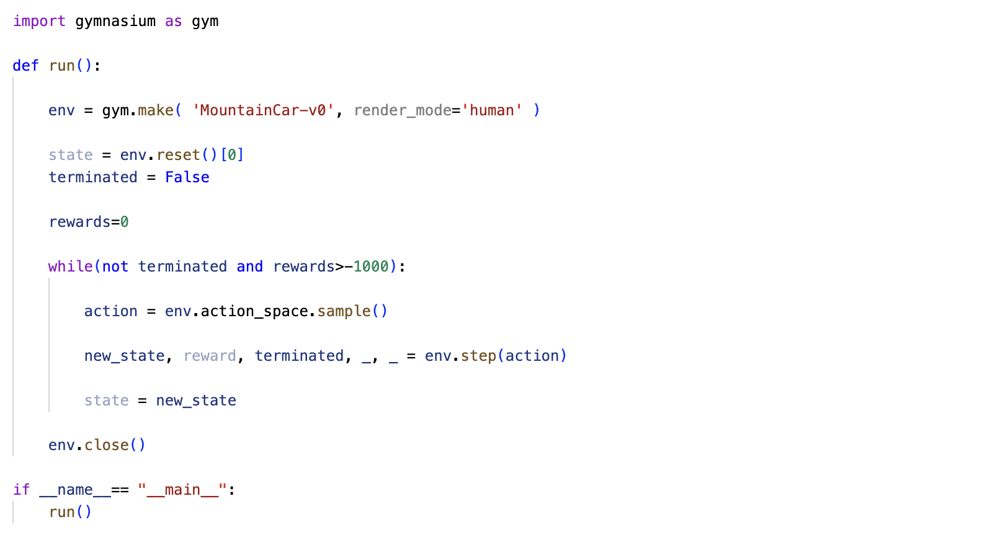 import gymnasium as gym
def run():
env = gym.make( 'MountainCar-v0', render_mode='human' )
state = env.reset()[0]
terminated = False
rewards=0
while(not terminated and rewards>-1000):
action = env.action_space.sample()
new_state, reward, terminated, _, _ = env.step(action)
state = new_state
env.close()
if __name__== "__main__":
run()